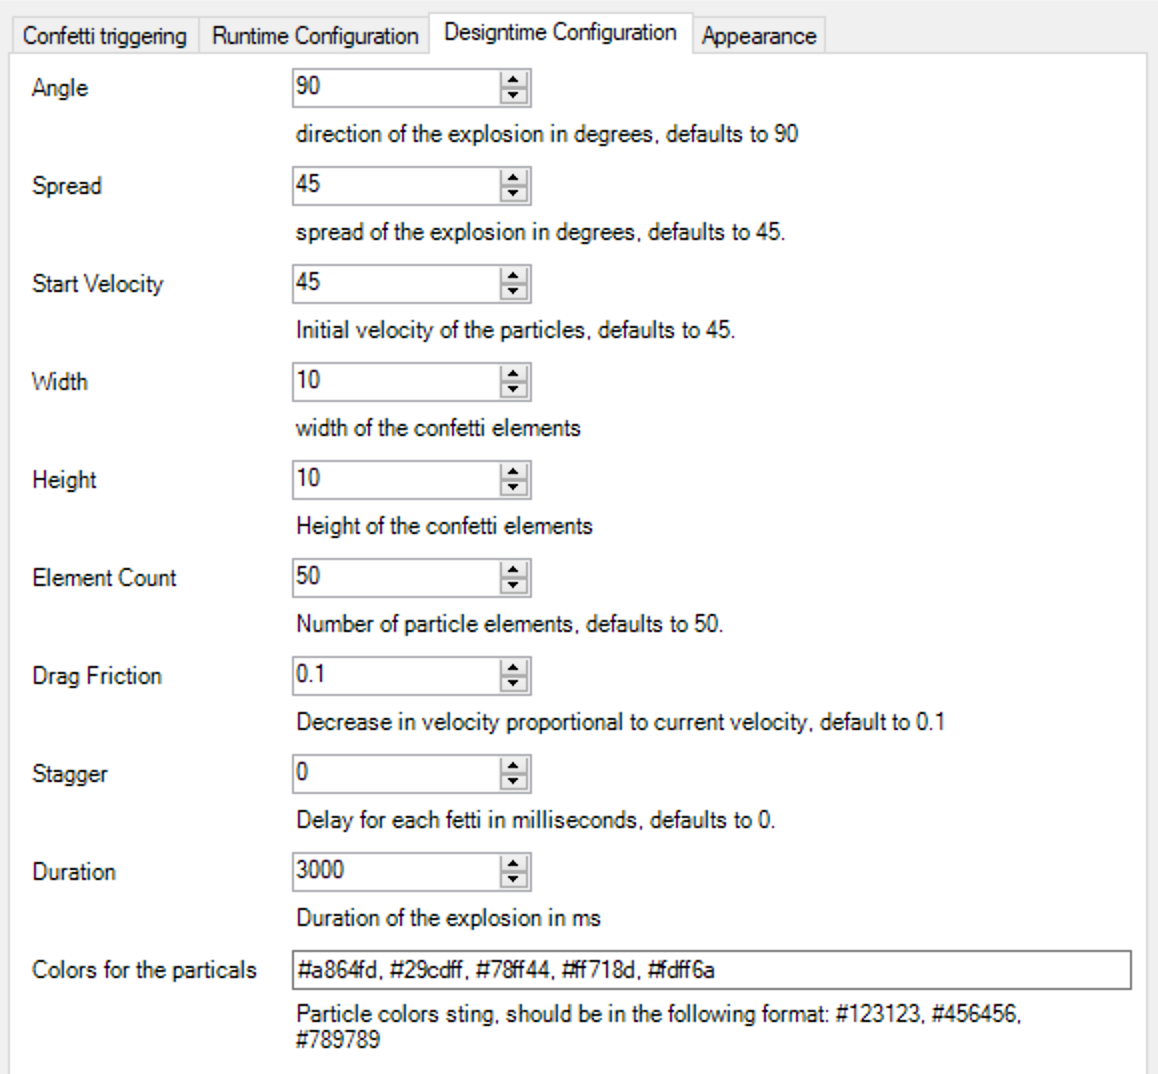 Confetti triggering Runtime Configuration Designtime Configuration Appearance
Angle 90
direction of the explosion in degrees, defaults to 90
Spread 45
spread of the explosion in degrees, defaults to 45.
Start Velocity 45
Initial velocity of the particles, defaults to 45.
Width 10
width of the confetti elements
Height 10
Height of the confetti elements
Element Count 50
Number of particle elements, defaults to 50.
Drag Friction 0.1
Decrease in velocity proportional to current velocity, default to 0.1
Stagger 0
Delay for each fetti in milliseconds, defaults to 0.
Duration 3000
Duration of the explosion in ms
Colors for the particals #a864fd, #29cdff, #78ff44, #ff718d, #fdff6a
Particle colors sting, should be in the following format: #123123, #456456,
#789789